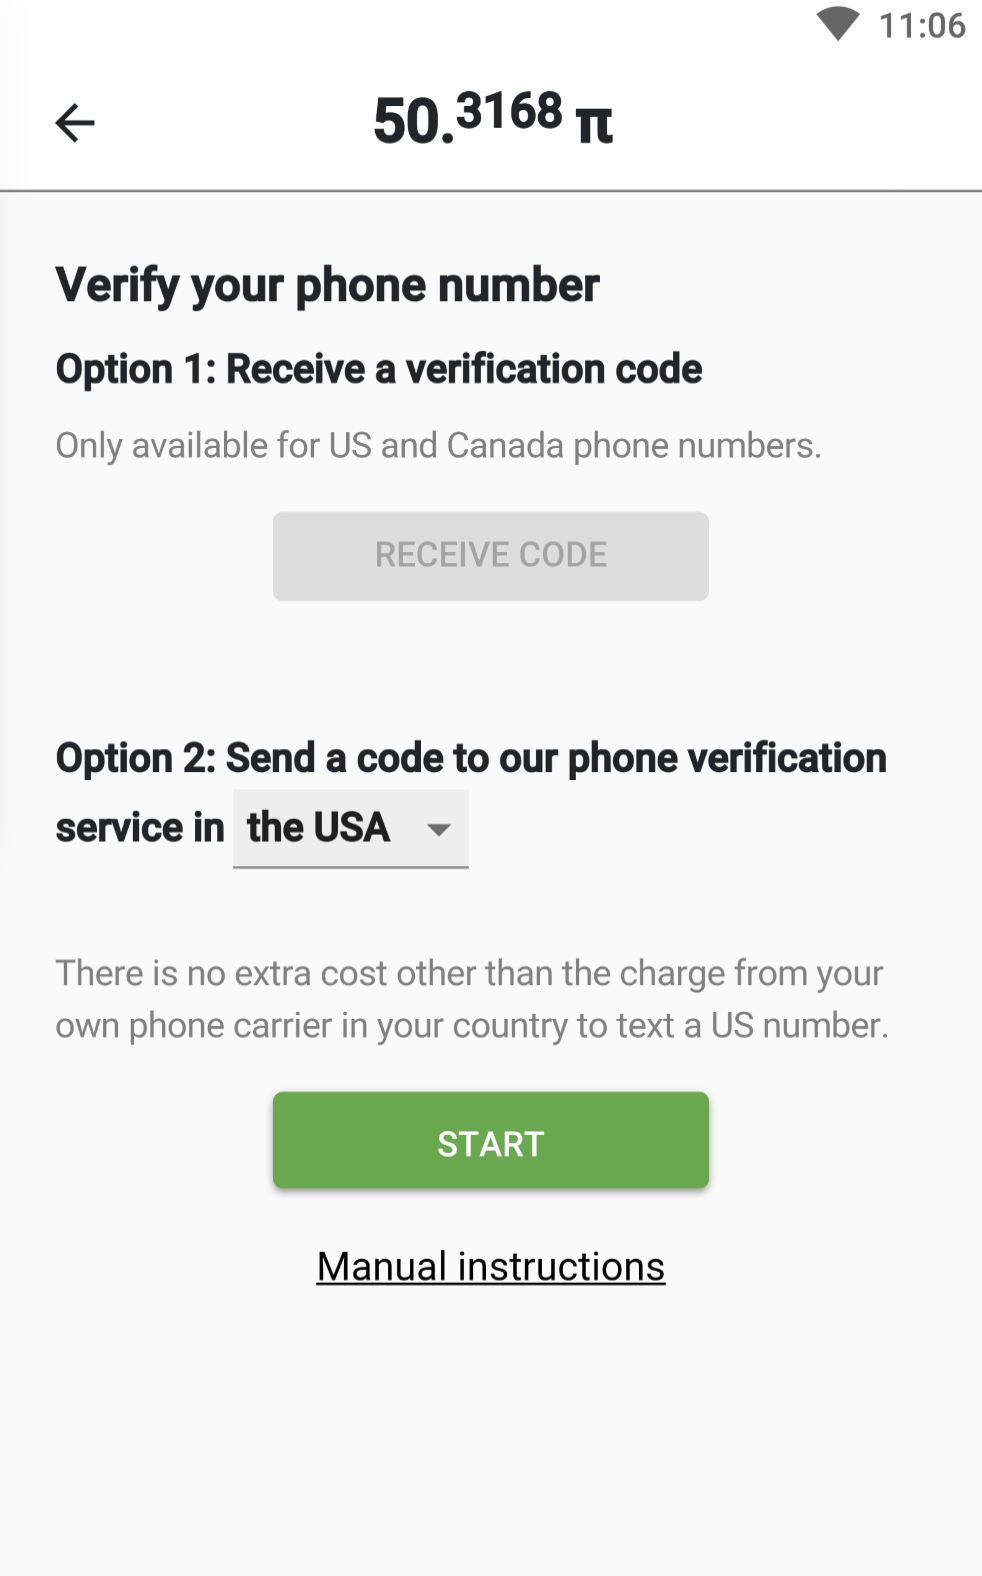 11:06
50.3168 π
Verify your phone number
Option 1: Receive a verification code
Only available for US and Canada phone numbers.
RECEIVE CODE
Option 2: Send a code to our phone verification
service in the USA
There is no extra cost other than the charge from your
own phone carrier in your country to text a US number.
START
Manual instructions